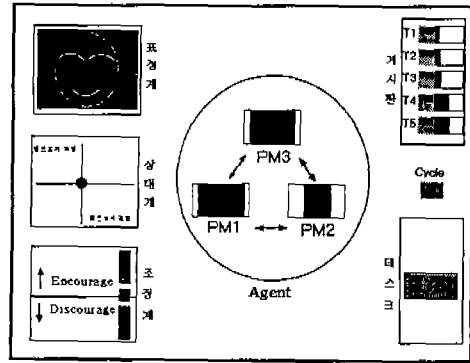 표정계
상대계
조정계
Encourage
Discourage
PM3
PM1
PM2
Agent
게시판
T1
T2
T3
T4
T5
Cycle
데스크